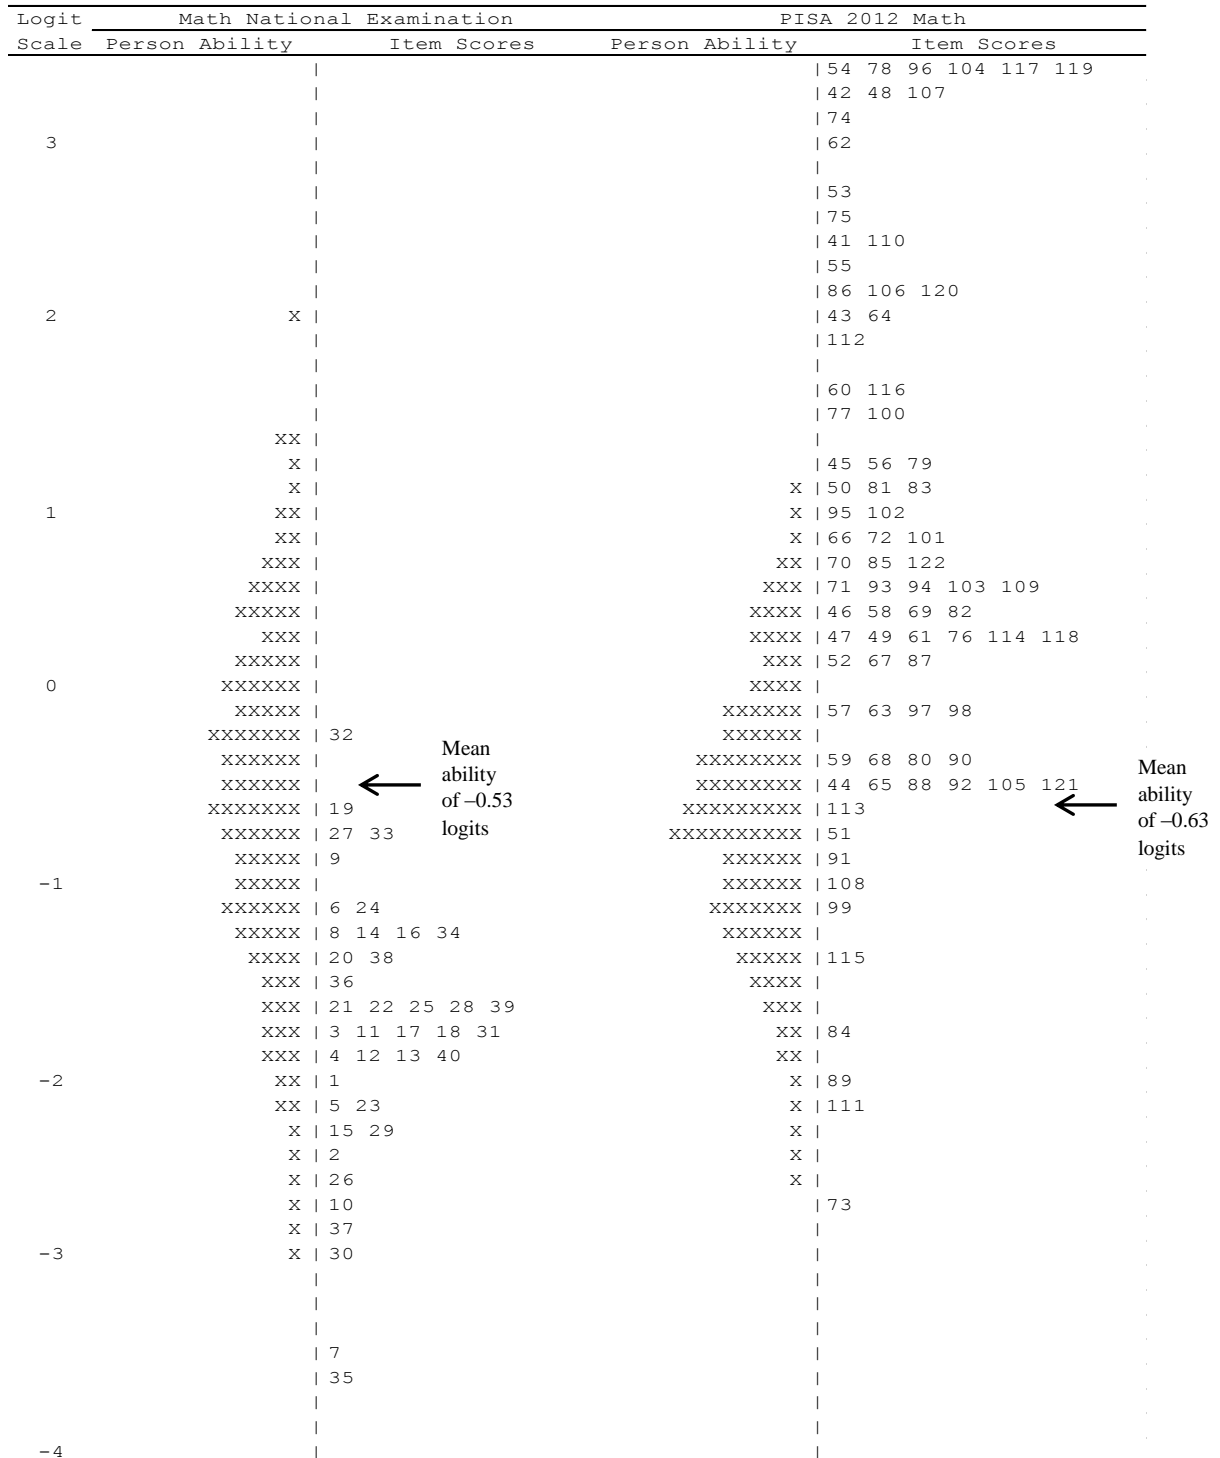 Logit Math National Examination PISA 2012 Math
Scale Person Ability Item Scores Person Ability Item Scores
| |54 78 96 104 117 119
| |42 48 107
| |74
3 | |62
| |
| |53
| |75
| |41 110
| |55
| |86 106 120
2 X | |43 64
| |112
| |
| |60 116
| |77 100
XX | |
X | |45 56 79
X | X |50 81 83
1 XX | X |95 102
XX | X |66 72 101
XXX | XX |70 85 122
XXXX | XXX |71 93 94 103 109
XXXXX | XXXX |46 58 69 82
XXX | XXXX |47 49 61 76 114 118
XXXXX | XXX |52 67 87
0 XXXXXX | XXXX |
XXXXX | XXXXXX |57 63 97 98
XXXXXXX |32 XXXXXX |
XXXXXX | XXXXXXXX |59 68 80 90
XXXXXX | XXXXXXXX |44 65 88 92 105 121
XXXXXXX |19 XXXXXXXXX |113
XXXXXX |27 33 XXXXXXXXXX |51
XXXXX |9 XXXXXX |91
-1 XXXXX | XXXXXX |108
XXXXXX |6 24 XXXXXXX |99
XXXXX |8 14 16 34 XXXXXX |
XXXX |20 38 XXXXX |115
XXX |36 XXXX |
XXX |21 22 25 28 39 XXX |
XXX |3 11 17 18 31 XX |84
XXX |4 12 13 40 XX |
-2 XX |1 X |89
XX |5 23 X |111
X |15 29 X |
X |2 X |
X |26 X |
X |10 |73
X |37 |
-3 X |30 |
| |
| |
| |
|7 |
|35 |
| |
| |
-4 | |
Mean
ability
of –0.53
logits
Mean
ability
of –0.63
logits